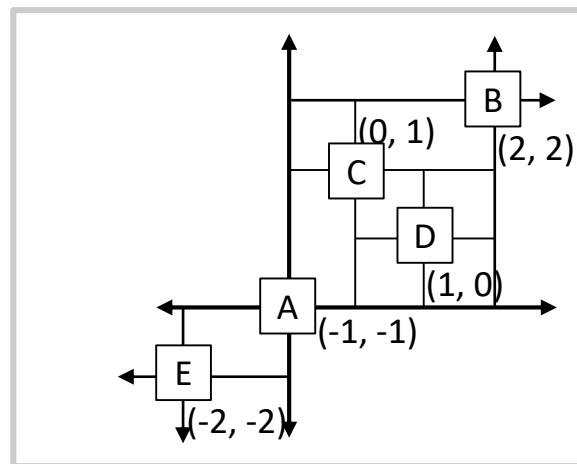 B
(0, 1)
(2, 2)
C
D
(1, 0)
A
(-1, -1)
E
(-2, -2)